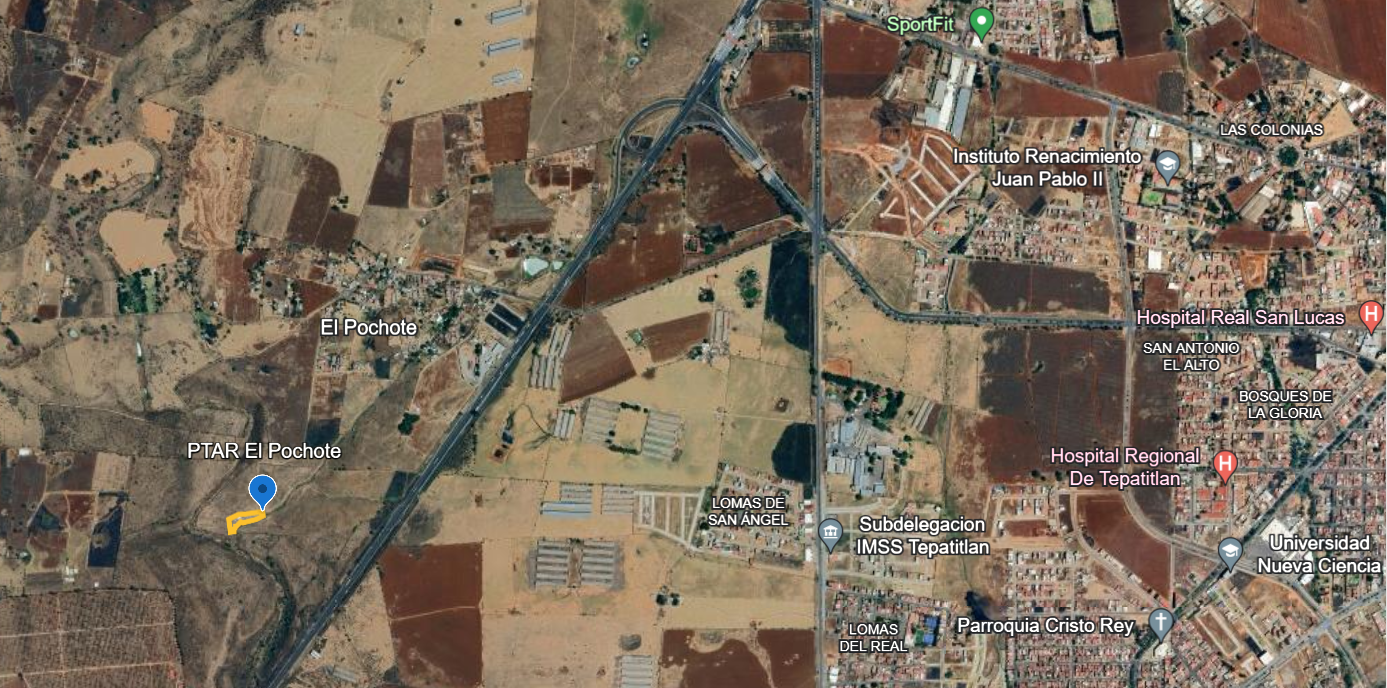 SportFit
LAS COLONIAS
Instituto Renacimiento
Juan Pablo II
El Pochote
Hospital Real San Lucas
SAN ANTONIO
EL ALTO
BOSQUES DE
LA GLORIA
PTAR El Pochote
Hospital Regional
De Tepatitlan
LOMAS DE
SAN ÁNGEL
Subdelegacion
IMSS Tepatitlan
Universidad
Nueva Ciencia
LOMAS
DEL REAL
Parroquia Cristo Rey